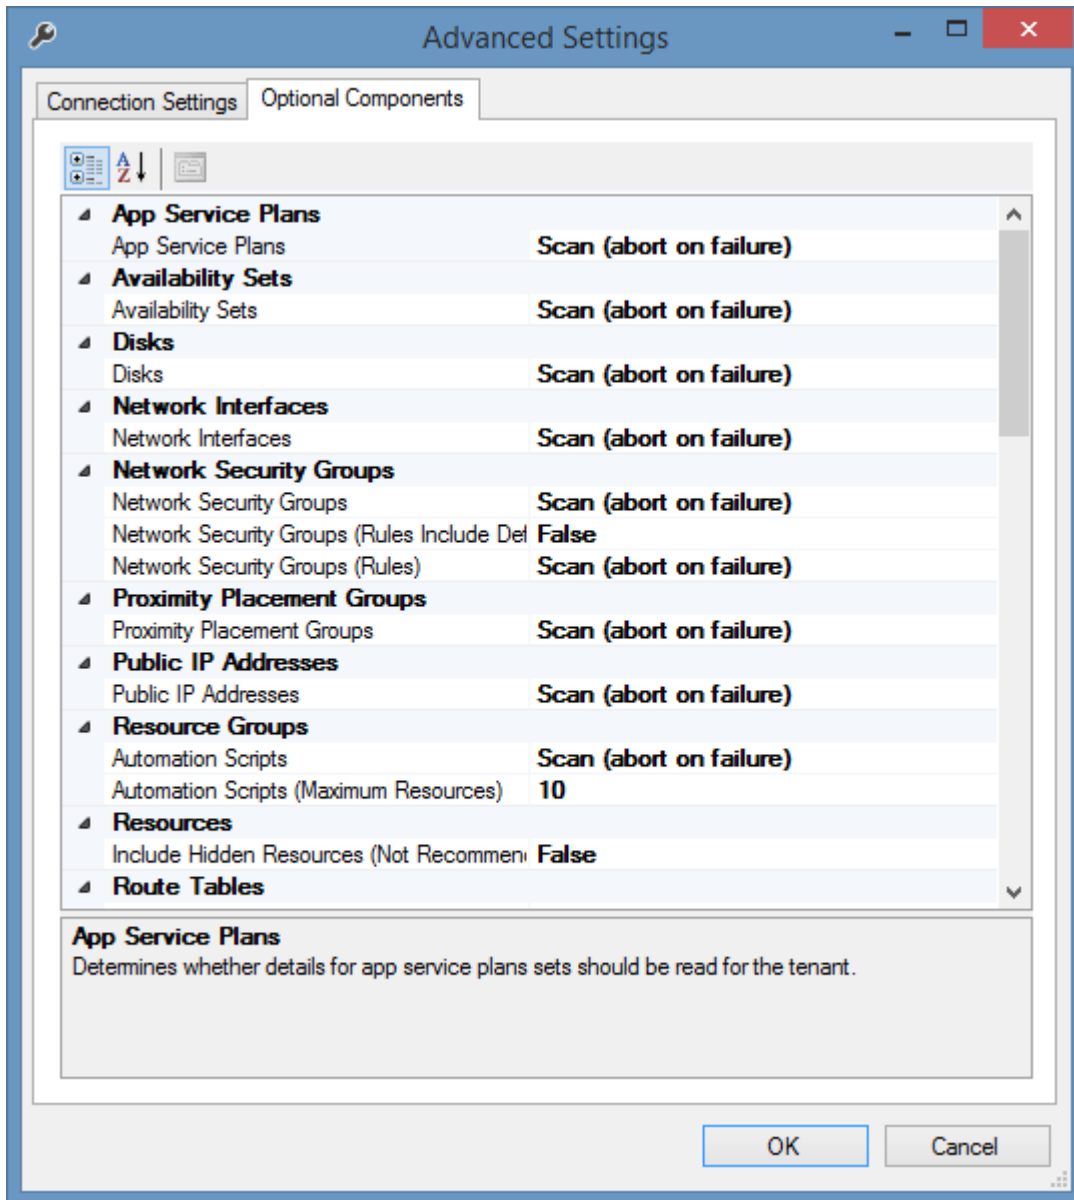 Advanced Settings
Connection Settings
Optional Components
App Service Plans
App Service Plans Scan (abort on failure)
Availability Sets
Availability Sets Scan (abort on failure)
Disks
Disks Scan (abort on failure)
Network Interfaces
Network Interfaces Scan (abort on failure)
Network Security Groups
Network Security Groups Scan (abort on failure)
Network Security Groups (Rules Include Def False
Network Security Groups (Rules) Scan (abort on failure)
Proximity Placement Groups
Proximity Placement Groups Scan (abort on failure)
Public IP Addresses
Public IP Addresses Scan (abort on failure)
Resource Groups
Automation Scripts Scan (abort on failure)
Automation Scripts (Maximum Resources) 10
Resources
Include Hidden Resources (Not Recommen False
Route Tables
App Service Plans
Determines whether details for app service plans sets should be read for the tenant.
OK
Cancel